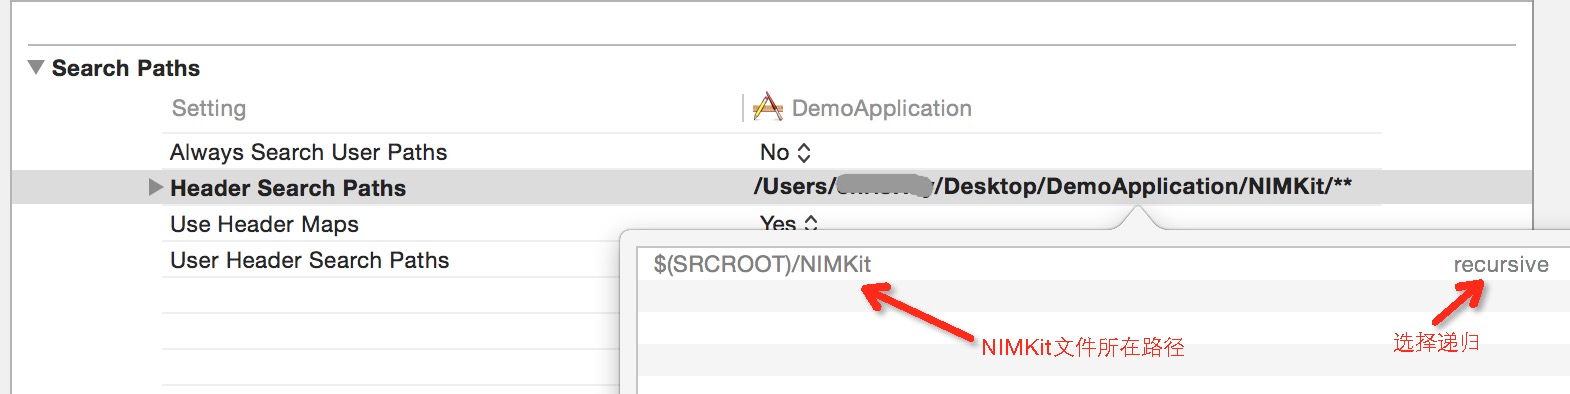 Search Paths
Setting DemoApplication
Always Search User Paths No
Header Search Paths /Users/ /Desktop/DemoApplication/NIMKit/**
Use Header Maps Yes
User Header Search Paths
$(SRCROOT)/NIMKit recursive
NIMKit文件所在路径
选择递归